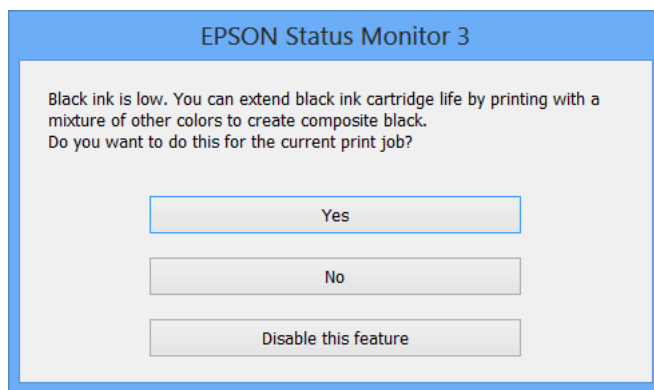 EPSON Status Monitor 3
Black ink is low. You can extend black ink cartridge life by printing with a
mixture of other colors to create composite black.
Do you want to do this for the current print job?
Yes
No
Disable this feature